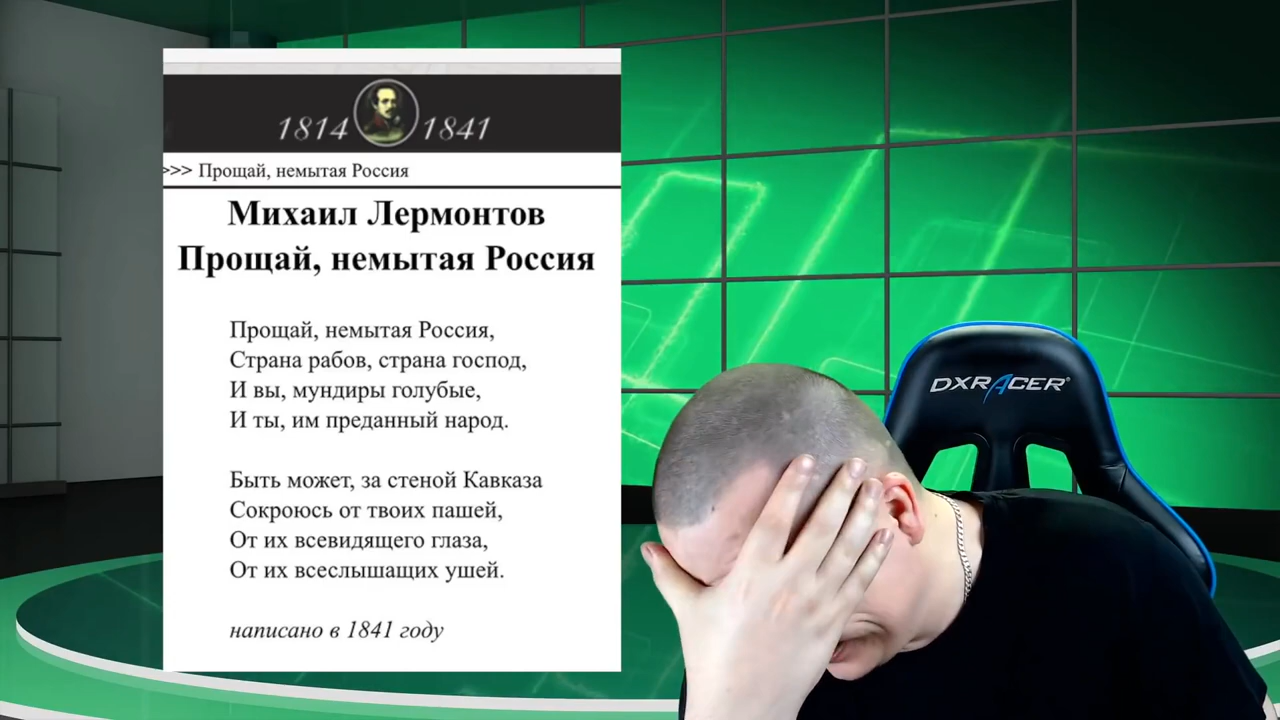 1814 1841
>>> Прощай, немытая Россия
Михаил Лермонтов
Прощай, немытая Россия
Прощай, немытая Россия,
Страна рабов, страна господ,
И вы, мундиры голубые,
И ты, им преданный народ.
Быть может, за стеной Кавказа
Сокроюсь от твоих пашей,
От их всевидящего глаза,
От их всеслышащих ушей.
написано в 1841 году
DXRACER®